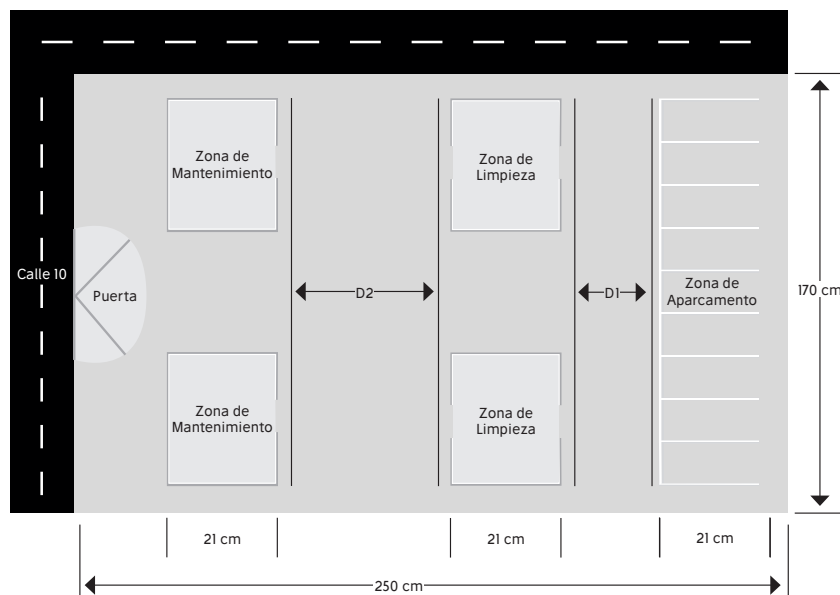 Zona de
Mantenimiento
Zona de
Limpieza
Calle 10
Puerta
D2
D1
Zona de
Aparcamento
170 cm
Zona de
Mantenimiento
Zona de
Limpieza
21 cm
21 cm
21 cm
250 cm